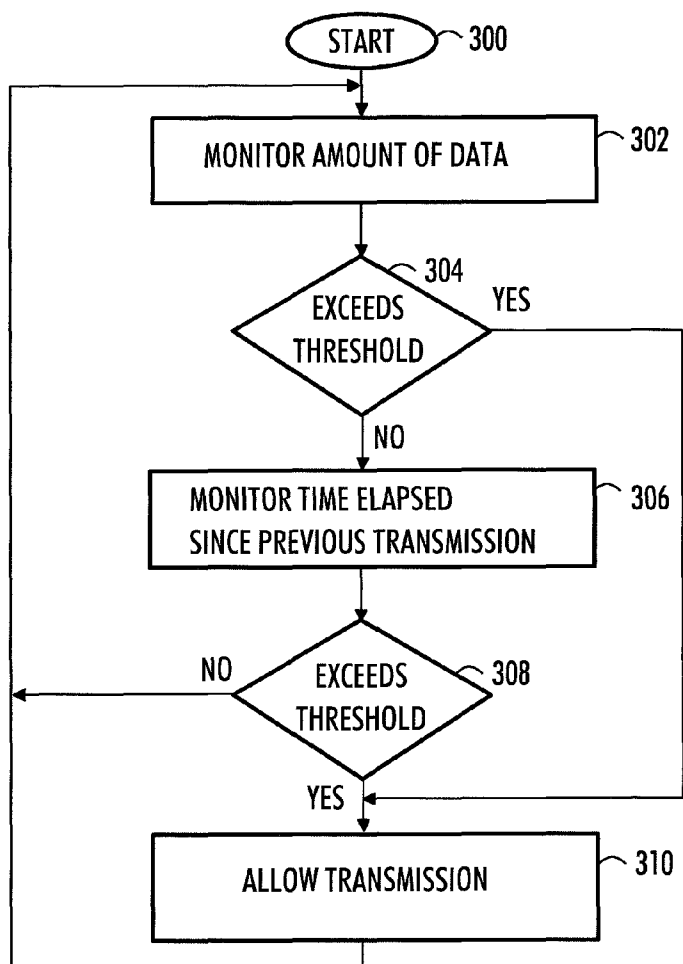 START
300
MONITOR AMOUNT OF DATA
302
304
EXCEEDS
THRESHOLD
YES
NO
MONITOR TIME ELAPSED
SINCE PREVIOUS TRANSMISSION
306
NO
EXCEEDS
THRESHOLD
308
YES
ALLOW TRANSMISSION
310